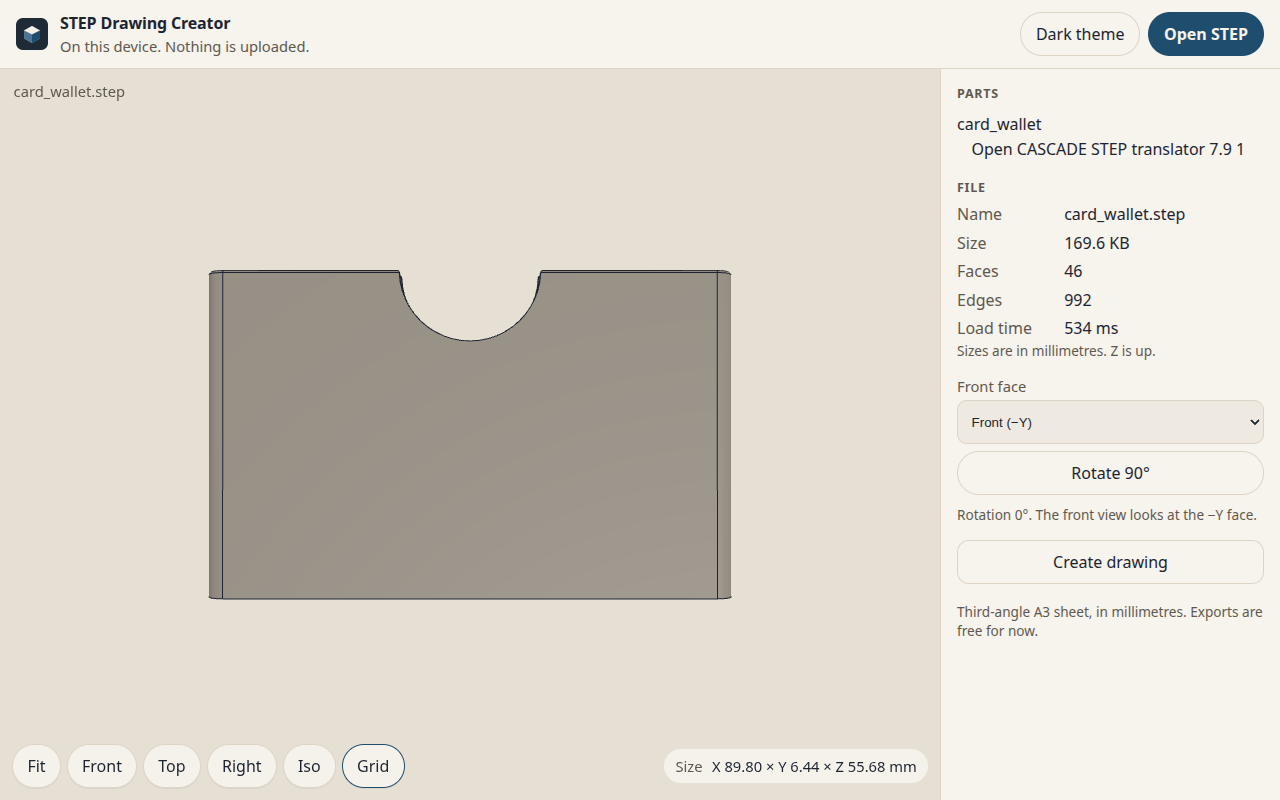 STEP Drawing Creator
On this device. Nothing is uploaded.
Dark theme
Open STEP
card_wallet.step
PARTS
card_wallet
Open CASCADE STEP translator 7.9 1
FILE
Name card_wallet.step
Size 169.6 KB
Faces 46
Edges 992
Load time 534 ms
Sizes are in millimetres. Z is up.
Front face
Front (−Y)
Rotate 90°
Rotation 0°. The front view looks at the −Y face.
Create drawing
Third-angle A3 sheet, in millimetres. Exports are
free for now.
Fit Front Top Right Iso Grid
Size X 89.80 × Y 6.44 × Z 55.68 mm